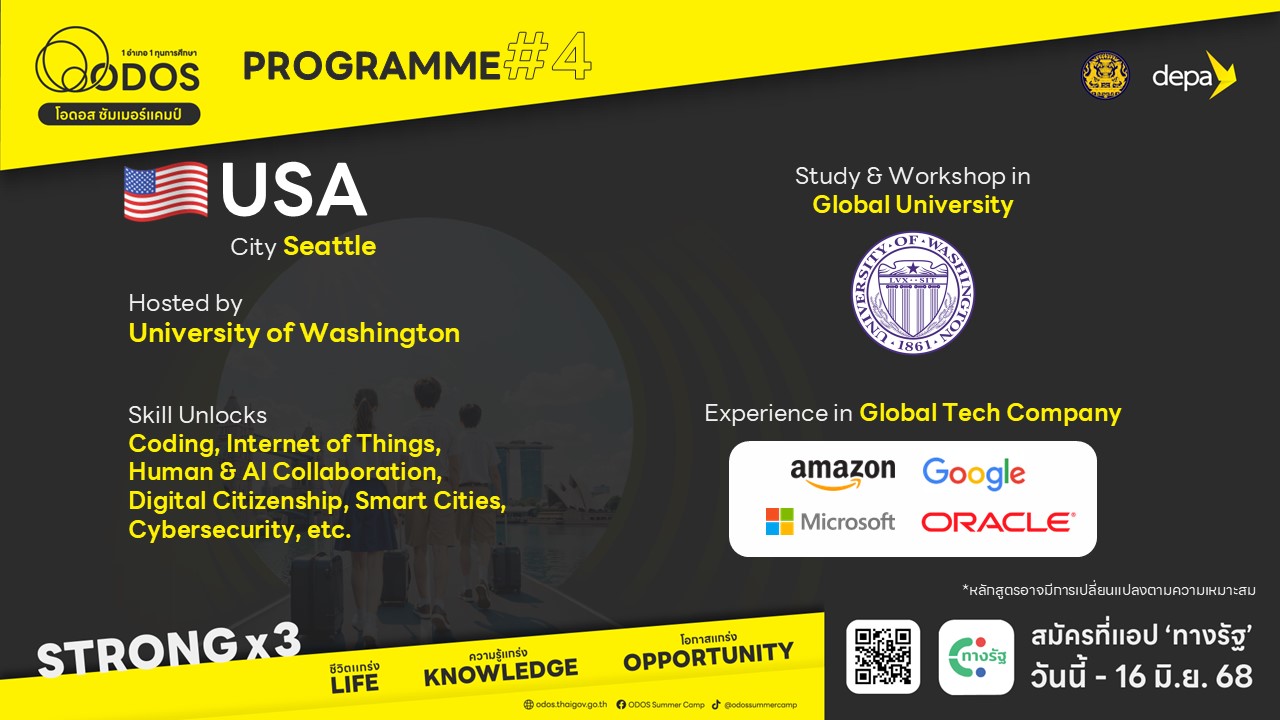 1 อำเภอ 1 ทุนการศึกษา
ODOS
โอดอส ซัมเมอร์แคมป์
PROGRAMME #4
depa
USA
City Seattle
Hosted by
University of Washington
Skill Unlocks
Coding, Internet of Things,
Human & AI Collaboration,
Digital Citizenship, Smart Cities,
Cybersecurity, etc.
Study & Workshop in
Global University
UNIVERSITY · OF · WASHINGTON
LVX SIT
· 1861 ·
Experience in Global Tech Company
amazon
Google
Microsoft
ORACLE®
*หลักสูตรอาจมีการเปลี่ยนแปลงตามความเหมาะสม
STRONG x3
ชีวิตแกร่ง
LIFE
ความรู้แกร่ง
KNOWLEDGE
โอกาสแกร่ง
OPPORTUNITY
odos.thaigov.go.th ODOS Summer Camp @odossummercamp
ทางรัฐ
สมัครที่แอป ‘ทางรัฐ’
วันนี้ - 16 มิ.ย. 68